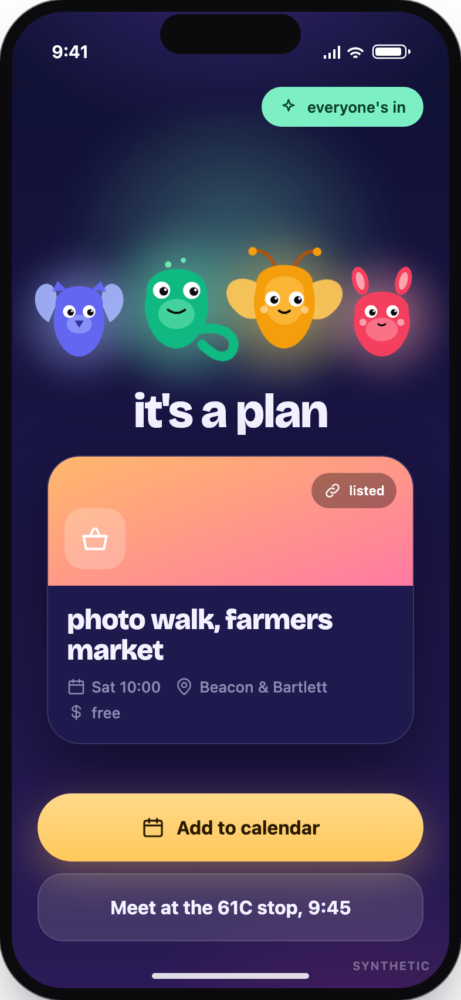 9:41
everyone's in
it's a plan
listed
photo walk, farmers
market
Sat 10:00 Beacon & Bartlett
$ free
Add to calendar
Meet at the 61C stop, 9:45
SYNTHETIC